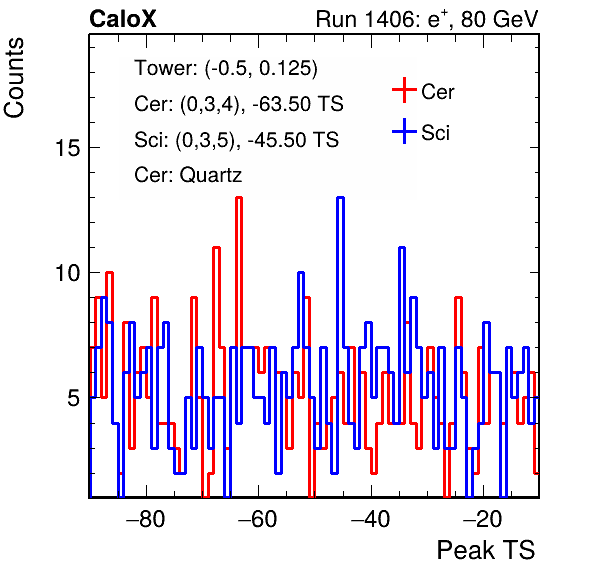 CaloX Run 1406: e⁺, 80 GeV
Counts
Tower: (-0.5, 0.125)
Cer: (0,3,4), -63.50 TS
Sci: (0,3,5), -45.50 TS
Cer: Quartz
Cer
Sci
15
10
5
−80 −60 −40 −20
Peak TS